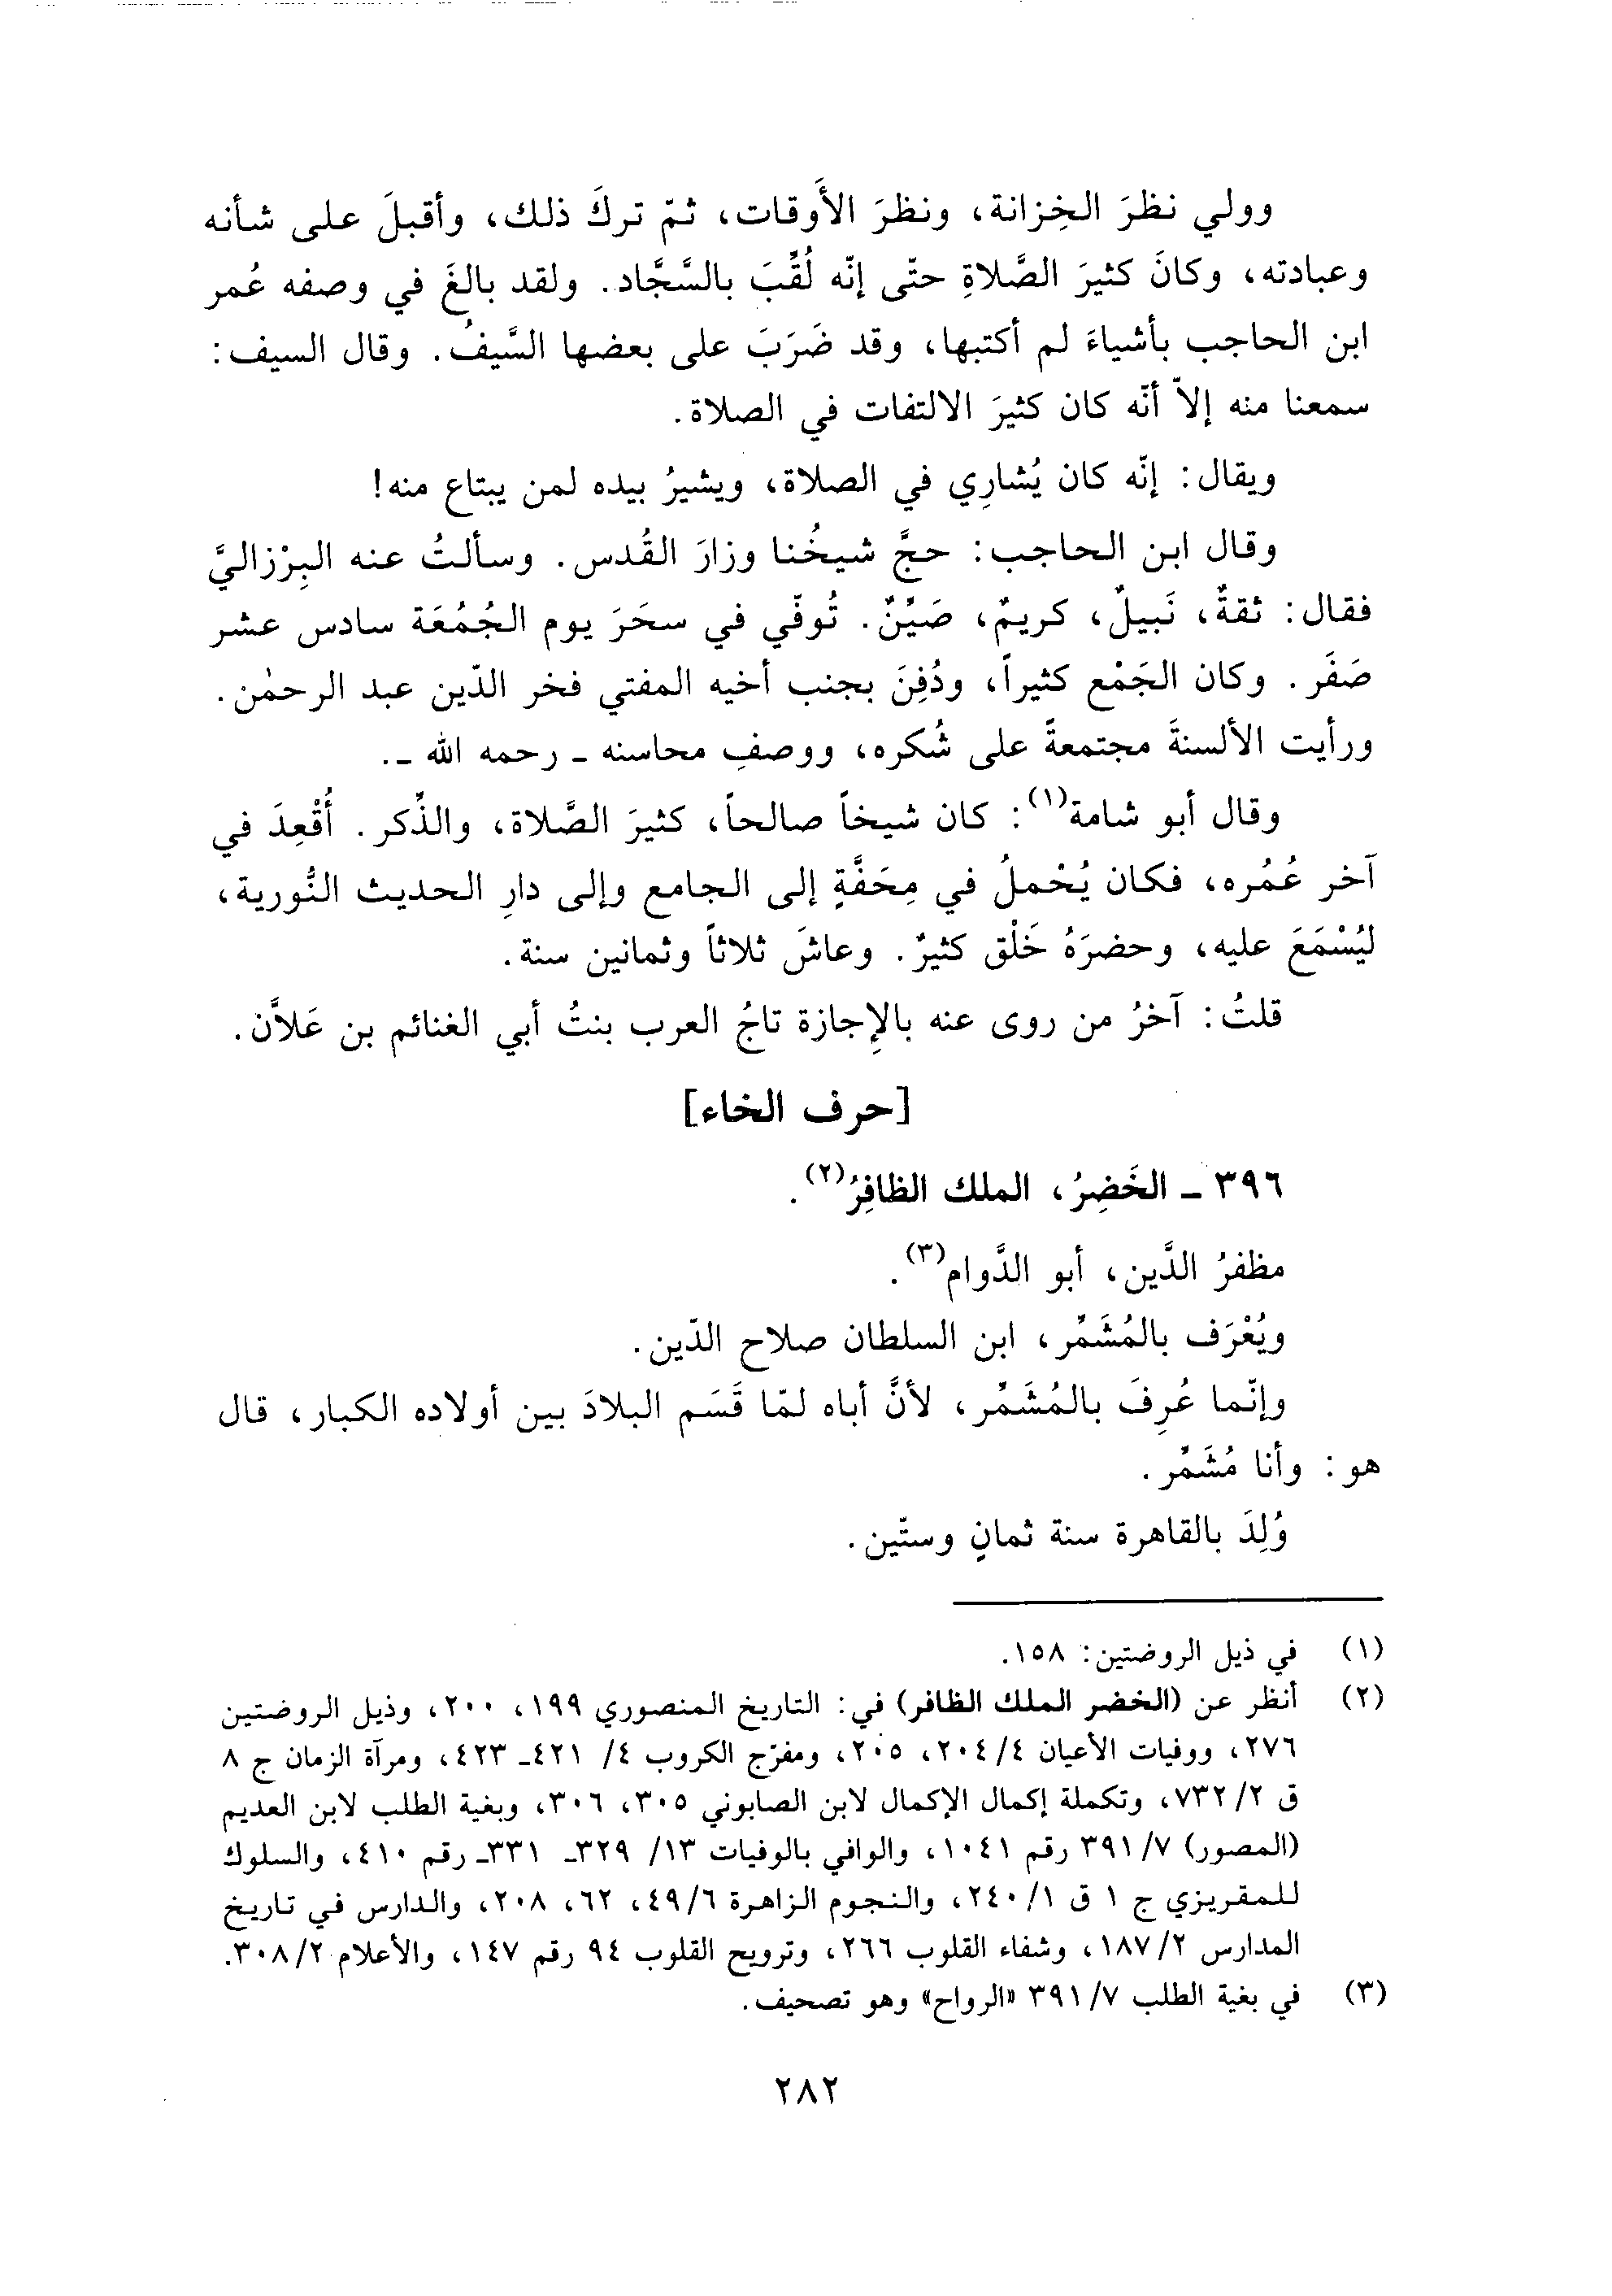 وولي نظرَ الخِزانة، ونظرَ الأَوقات، ثمّ تركَ ذلك، وأقبلَ على شأنه
وعبادته، وكانَ كثيرَ الصَّلاةِ حتّى إنّه لُقِّبَ بالسَّجَّاد. ولقد بالغَ في وصفه عُمر
ابن الحاجب بأشياءَ لم أكتبها، وقد ضَرَبَ على بعضها السَّيفُ. وقال السيف:
سمعنا منه إلاّ أنّه كان كثيرَ الالتفات في الصلاة.
ويقال: إنّه كان يُشارِي في الصلاة، ويشيرُ بيده لمن يبتاع منه!
وقال ابن الحاجب: حجَّ شيخُنا وزارَ القُدس. وسألتُ عنه البِرْزاليَّ
فقال: ثقةٌ، نَبيلٌ، كريمٌ، صَيِّنٌ. تُوفّي في سحَرَ يوم الجُمُعَة سادس عشر
صَفَر. وكان الجَمْع كثيراً، ودُفِنَ بجنب أخيه المفتي فخر الدّين عبد الرحمٰن.
ورأيت الألسنةَ مجتمعةً على شُكره، ووصفِ محاسنه ـ رحمه الله ـ.
وقال أبو شامة(١): كان شيخاً صالحاً، كثيرَ الصَّلاة، والذِّكر. أُقْعِدَ في
آخر عُمُره، فكان يُحْملُ في مِحَفَّةٍ إلى الجامع وإلى دارِ الحديث النُّورية،
ليُسْمَعَ عليه، وحضرَهُ خَلْق كثيرٌ. وعاشَ ثلاثاً وثمانين سنة.
قلتُ: آخرُ من روى عنه بالإِجازة تاجُ العرب بنتُ أبي الغنائم بن عَلاَّن.
[حرف الخاء]
٣٩٦ ـ الخَضِرُ، الملك الظافِرُ(٢).
مظفرُ الدَّين، أبو الدَّوام(٣).
ويُعْرَف بالمُشَمِّر، ابن السلطان صلاح الدّين.
وإنّما عُرِفَ بالمُشَمِّر، لأنَّ أباه لمّا قَسَم البلادَ بين أولاده الكبار، قال
هو: وأنا مُشَمِّر.
وُلِدَ بالقاهرة سنة ثمانٍ وستّين.
(١) في ذيل الروضتين: ١٥٨.
(٢) أنظر عن (الخضر الملك الظافر) في: التاريخ المنصوري ١٩٩، ٢٠٠، وذيل الروضتين
٢٧٦، ووفيات الأعيان ٢٠٤/٤، ٢٠٥، ومفرّج الكروب ٤/ ٤٢١ـ ٤٢٣، ومرآة الزمان ج ٨
ق ٧٣٢/٢، وتكملة إكمال الإكمال لابن الصابوني ٣٠٥، ٣٠٦، وبغية الطلب لابن العديم
(المصور) ٣٩١/٧ رقم ١٠٤١، والوافي بالوفيات ١٣/ ٣٢٩ـ ٣٣١ـ رقم ٤١٠، والسلوك
للمقريزي ج ١ ق ٢٤٠/١، والنجوم الزاهرة ٤٩/٦، ٦٢، ٢٠٨، والدارس في تاريخ
المدارس ١٨٧/٢، وشفاء القلوب ٢٦٦، وترويح القلوب ٩٤ رقم ١٤٧، والأعلام ٣٠٨/٢.
(٣) في بغية الطلب ٣٩١/٧ «الرواح» وهو تصحيف.
٢٨٢